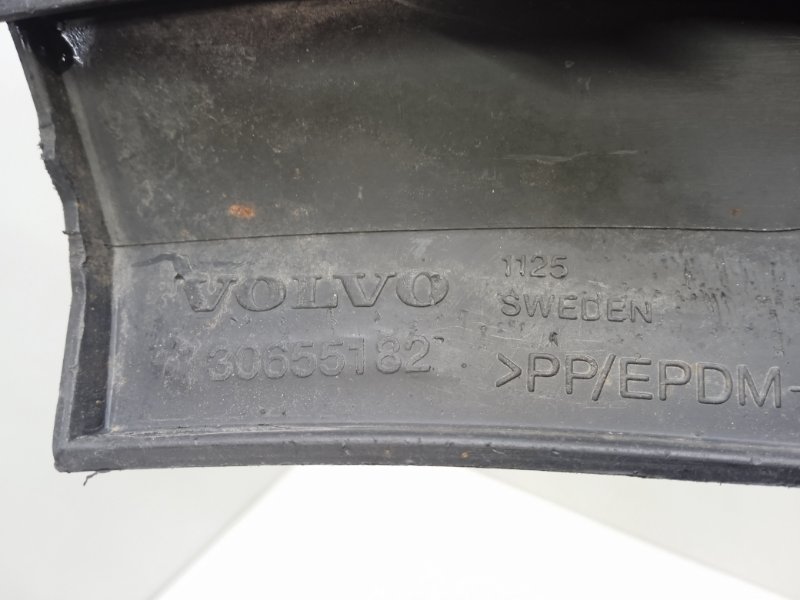 VOLVO
30655182
1125
SWEDEN
>PP/EPDM-